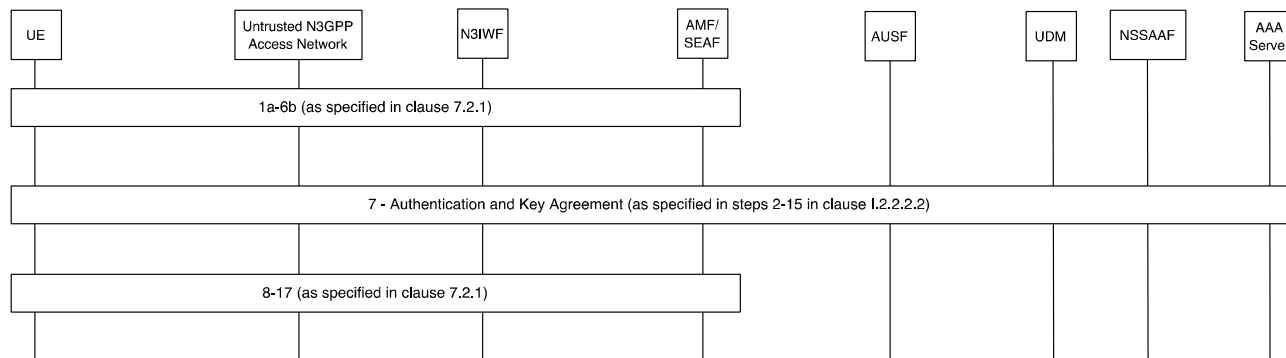 UE
Untrusted N3GPP
Access Network
N3IWF
AMF/
SEAF
AUSF
UDM
NSSAAF
AAA
Serve
1a-6b (as specified in clause 7.2.1)
7 - Authentication and Key Agreement (as specified in steps 2-15 in clause I.2.2.2.2)
8-17 (as specified in clause 7.2.1)